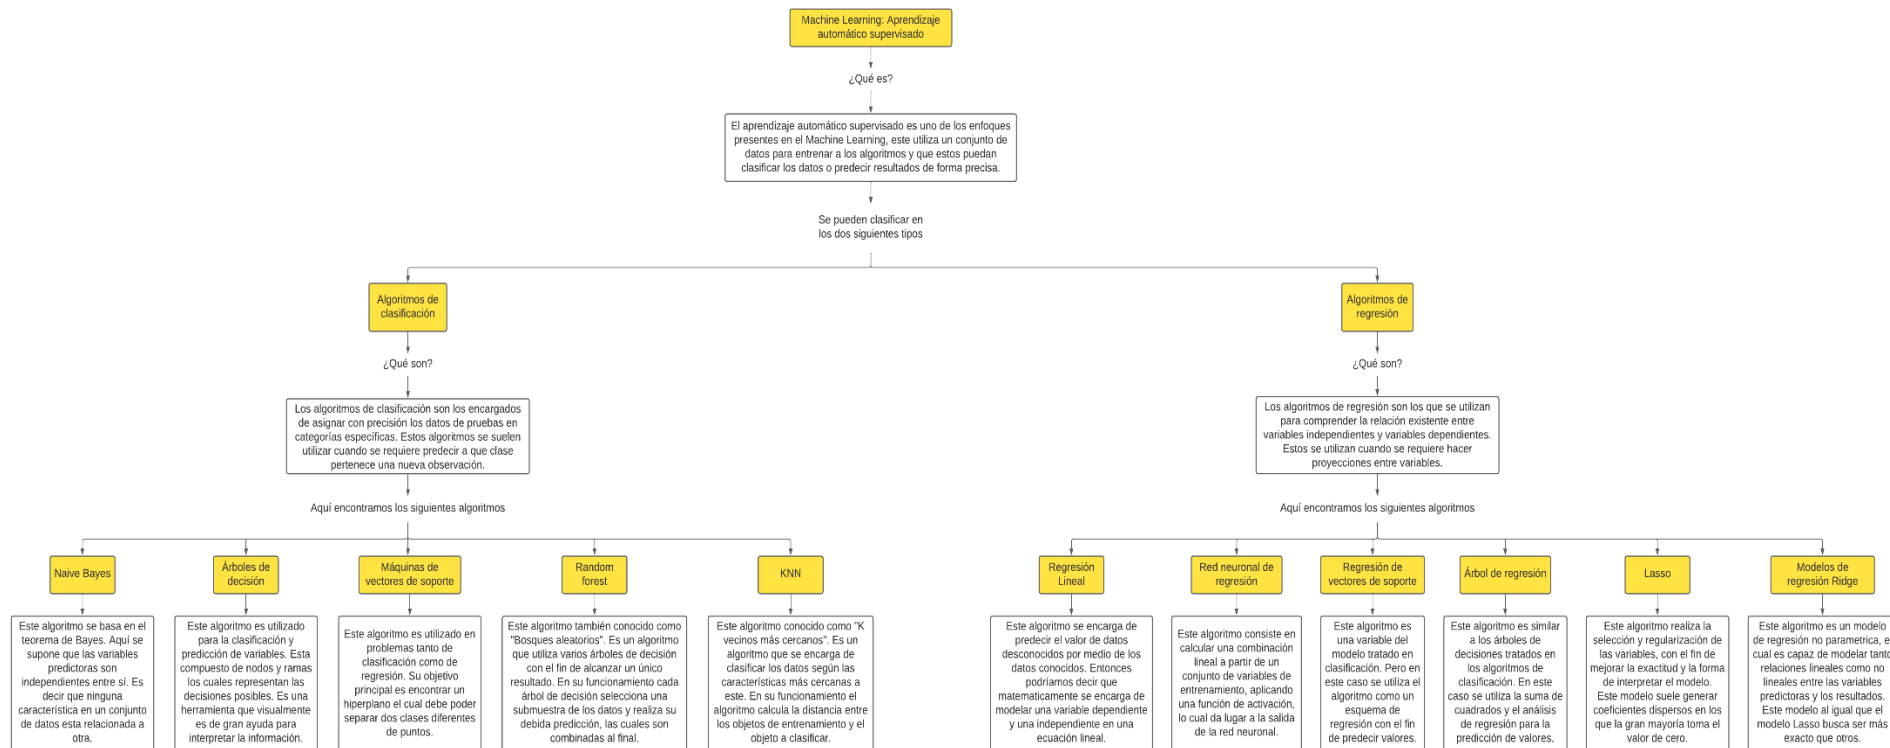 Machine Learning: Aprendizaje
automático supervisado
¿Qué es?
El aprendizaje automático supervisado es uno de los enfoques
presentes en el Machine Learning, este utiliza un conjunto de
datos para entrenar a los algoritmos y que estos puedan
clasificar los datos o predecir resultados de forma precisa.
Se pueden clasificar en
los dos siguientes tipos
Algoritmos de
clasificación
¿Qué son?
Los algoritmos de clasificación son los encargados
de asignar con precisión los datos de pruebas en
categorías específicas. Estos algoritmos se suelen
utilizar cuando se requiere predecir a que clase
pertenece una nueva observación.
Aquí encontramos los siguientes algoritmos
Naive Bayes
Este algoritmo se basa en el
teorema de Bayes. Aquí se
supone que las variables
predictoras son
independientes entre sí. Es
decir que ninguna
característica en un conjunto
de datos esta relacionada a
otra.
Árboles de
decisión
Este algoritmo es utilizado
para la clasificación y
predicción de variables. Esta
compuesto de nodos y ramas
los cuales representan las
decisiones posibles. Es una
herramienta que visualmente
es de gran ayuda para
interpretar la información.
Máquinas de
vectores de soporte
Este algoritmo es utilizado en
problemas tanto de
clasificación como de
regresión. Su objetivo
principal es encontrar un
hiperplano el cual debe poder
separar dos clases diferentes
de puntos.
Random
forest
Este algoritmo también conocido como
"Bosques aleatorios". Es un algoritmo
que utiliza varios árboles de decisión
con el fin de alcanzar un único
resultado. En su funcionamiento cada
árbol de decisión selecciona una
submuestra de los datos y realiza su
debida predicción, las cuales son
combinadas al final.
KNN
Este algoritmo conocido como "K
vecinos más cercanos". Es un
algoritmo que se encarga de
clasificar los datos según las
características más cercanas a
este. En su funcionamiento el
algoritmo calcula la distancia entre
los objetos de entrenamiento y el
objeto a clasificar.
Algoritmos de
regresión
¿Qué son?
Los algoritmos de regresión son los que se utilizan
para comprender la relación existente entre
variables independientes y variables dependientes.
Estos se utilizan cuando se requiere hacer
proyecciones entre variables.
Aquí encontramos los siguientes algoritmos
Regresión
Lineal
Este algoritmo se encarga de
predecir el valor de datos
desconocidos por medio de los
datos conocidos. Entonces
podríamos decir que
matematicamente se encarga de
modelar una variable dependiente
y una independiente en una
ecuación lineal.
Red neuronal de
regresión
Este algoritmo consiste en
calcular una combinación
lineal a partir de un
conjunto de variables de
entrenamiento, aplicando
una función de activación,
lo cual da lugar a la salida
de la red neuronal.
Regresión de
vectores de soporte
Este algoritmo es
una variable del
modelo tratado en
clasificación. Pero en
este caso se utiliza el
algoritmo como un
esquema de
regresión con el fin
de predecir valores.
Árbol de regresión
Este algoritmo es similar
a los árboles de
decisiones tratados en
los algoritmos de
clasificación. En este
caso se utiliza la suma de
cuadrados y el análisis
de regresión para la
predicción de valores.
Lasso
Este algoritmo realiza la
selección y regularización de
las variables, con el fin de
mejorar la exactitud y la forma
de interpretar el modelo.
Este modelo suele generar
coeficientes dispersos en los
que la gran mayoría toma el
valor de cero.
Modelos de
regresión Ridge
Este algoritmo es un modelo
de regresión no parametrica, el
cual es capaz de modelar tanto
relaciones lineales como no
lineales entre las variables
predictoras y los resultados.
Este modelo al igual que el
modelo Lasso busca ser más
exacto que otros.